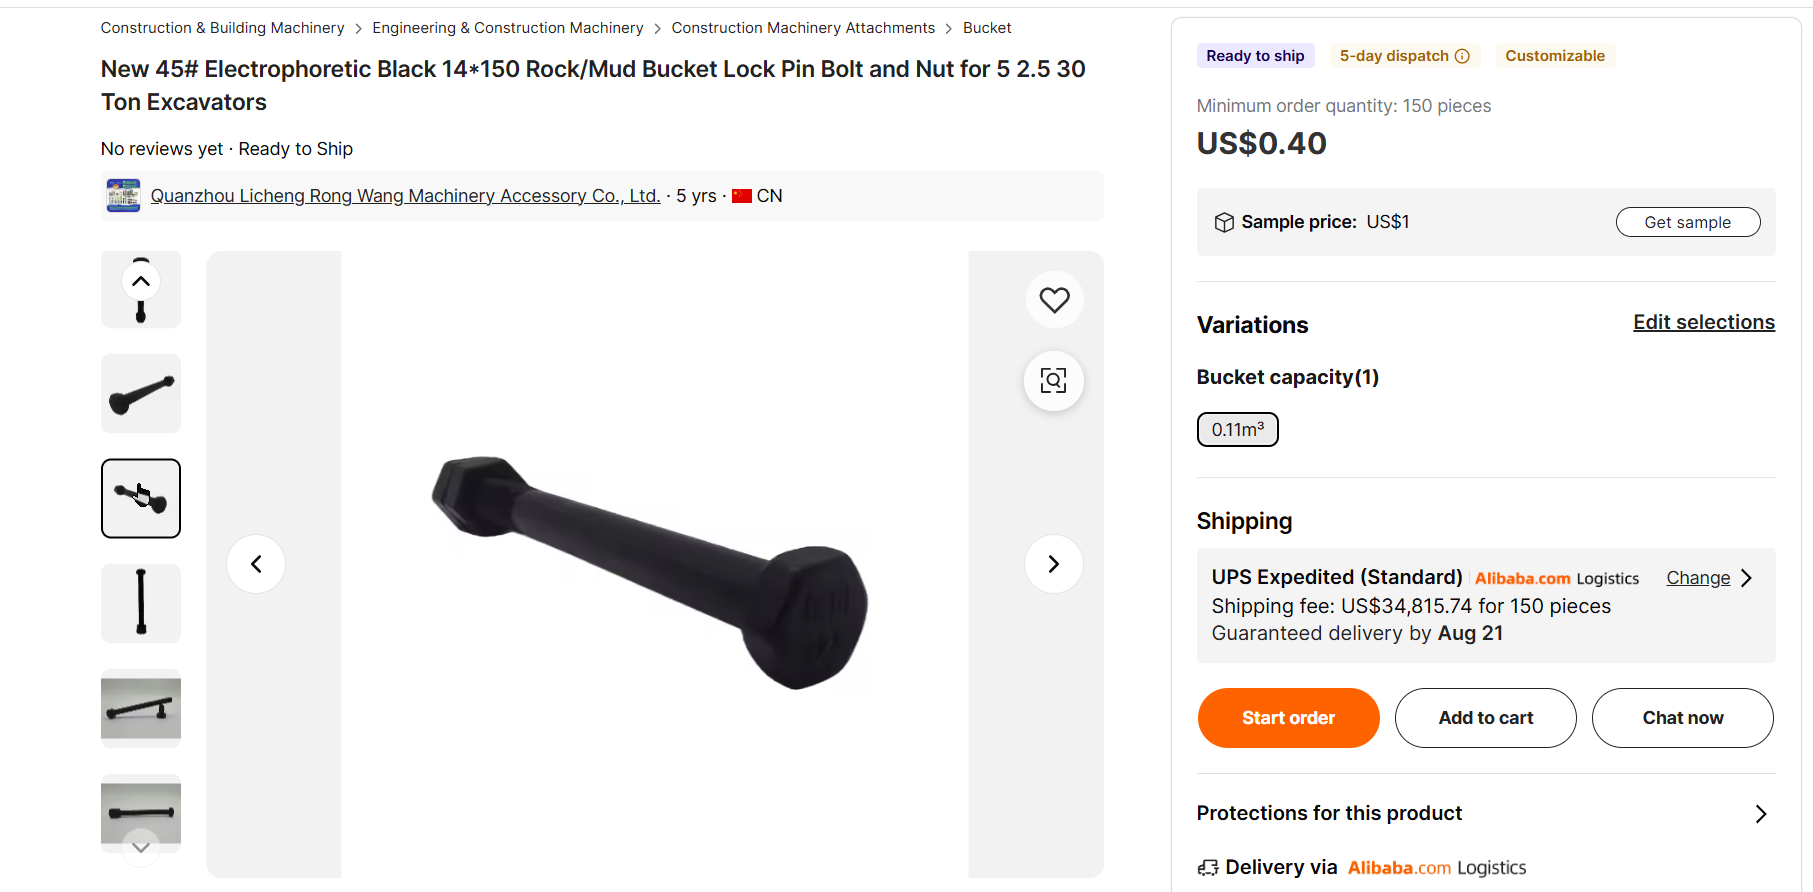 Construction & Building Machinery > Engineering & Construction Machinery > Construction Machinery Attachments > Bucket
New 45# Electrophoretic Black 14*150 Rock/Mud Bucket Lock Pin Bolt and Nut for 5 2.5 30
Ton Excavators
No reviews yet · Ready to Ship
Quanzhou Licheng Rong Wang Machinery Accessory Co., Ltd. · 5 yrs · CN
Ready to ship
5-day dispatch
Customizable
Minimum order quantity: 150 pieces
US$0.40
Sample price: US$1
Get sample
Variations
Edit selections
Bucket capacity(1)
0.11m³
Shipping
UPS Expedited (Standard) Alibaba.com Logistics Change
Shipping fee: US$34,815.74 for 150 pieces
Guaranteed delivery by Aug 21
Start order
Add to cart
Chat now
Protections for this product
Delivery via Alibaba.com Logistics